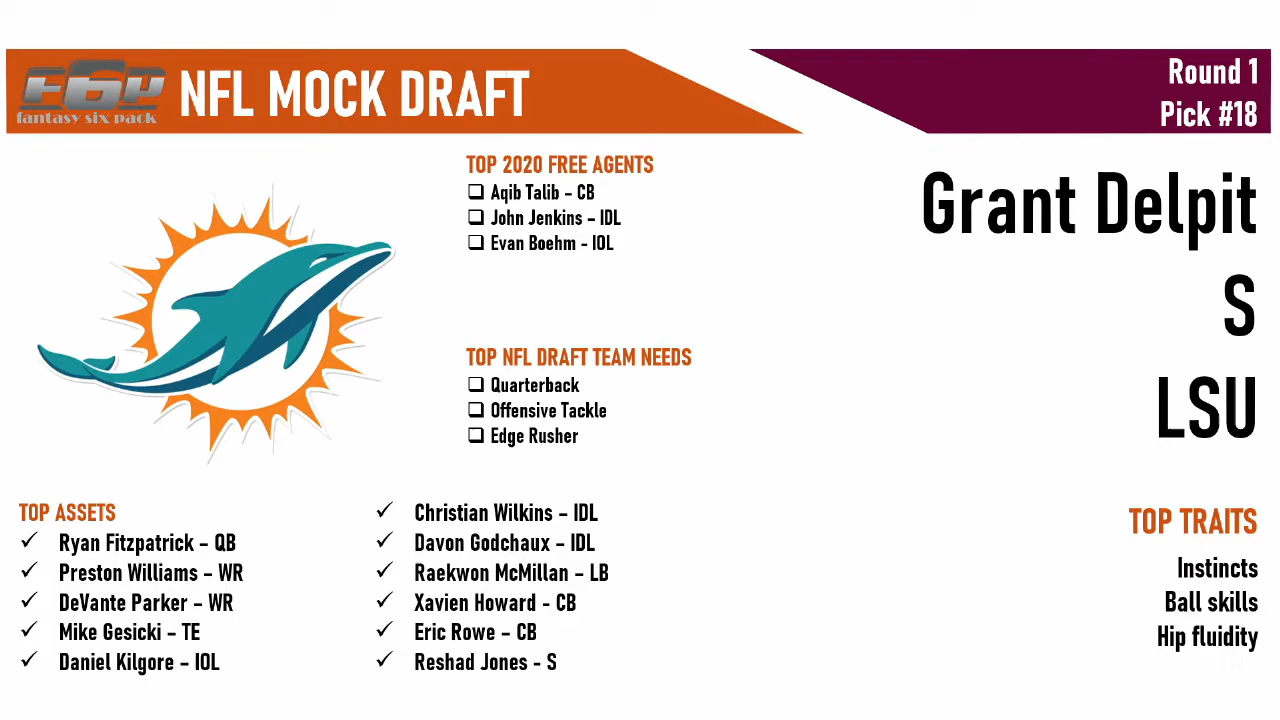 F6P
fantasy six pack
NFL MOCK DRAFT
Round 1
Pick #18
TOP 2020 FREE AGENTS
Aqib Talib – CB
John Jenkins – IDL
Evan Boehm – IOL
TOP NFL DRAFT TEAM NEEDS
Quarterback
Offensive Tackle
Edge Rusher
Grant Delpit
S
LSU
TOP ASSETS
Ryan Fitzpatrick – QB
Preston Williams – WR
DeVante Parker – WR
Mike Gesicki – TE
Daniel Kilgore – IOL
Christian Wilkins – IDL
Davon Godchaux – IDL
Raekwon McMillan – LB
Xavien Howard - CB
Eric Rowe – CB
Reshad Jones - S
TOP TRAITS
Instincts
Ball skills
Hip fluidity